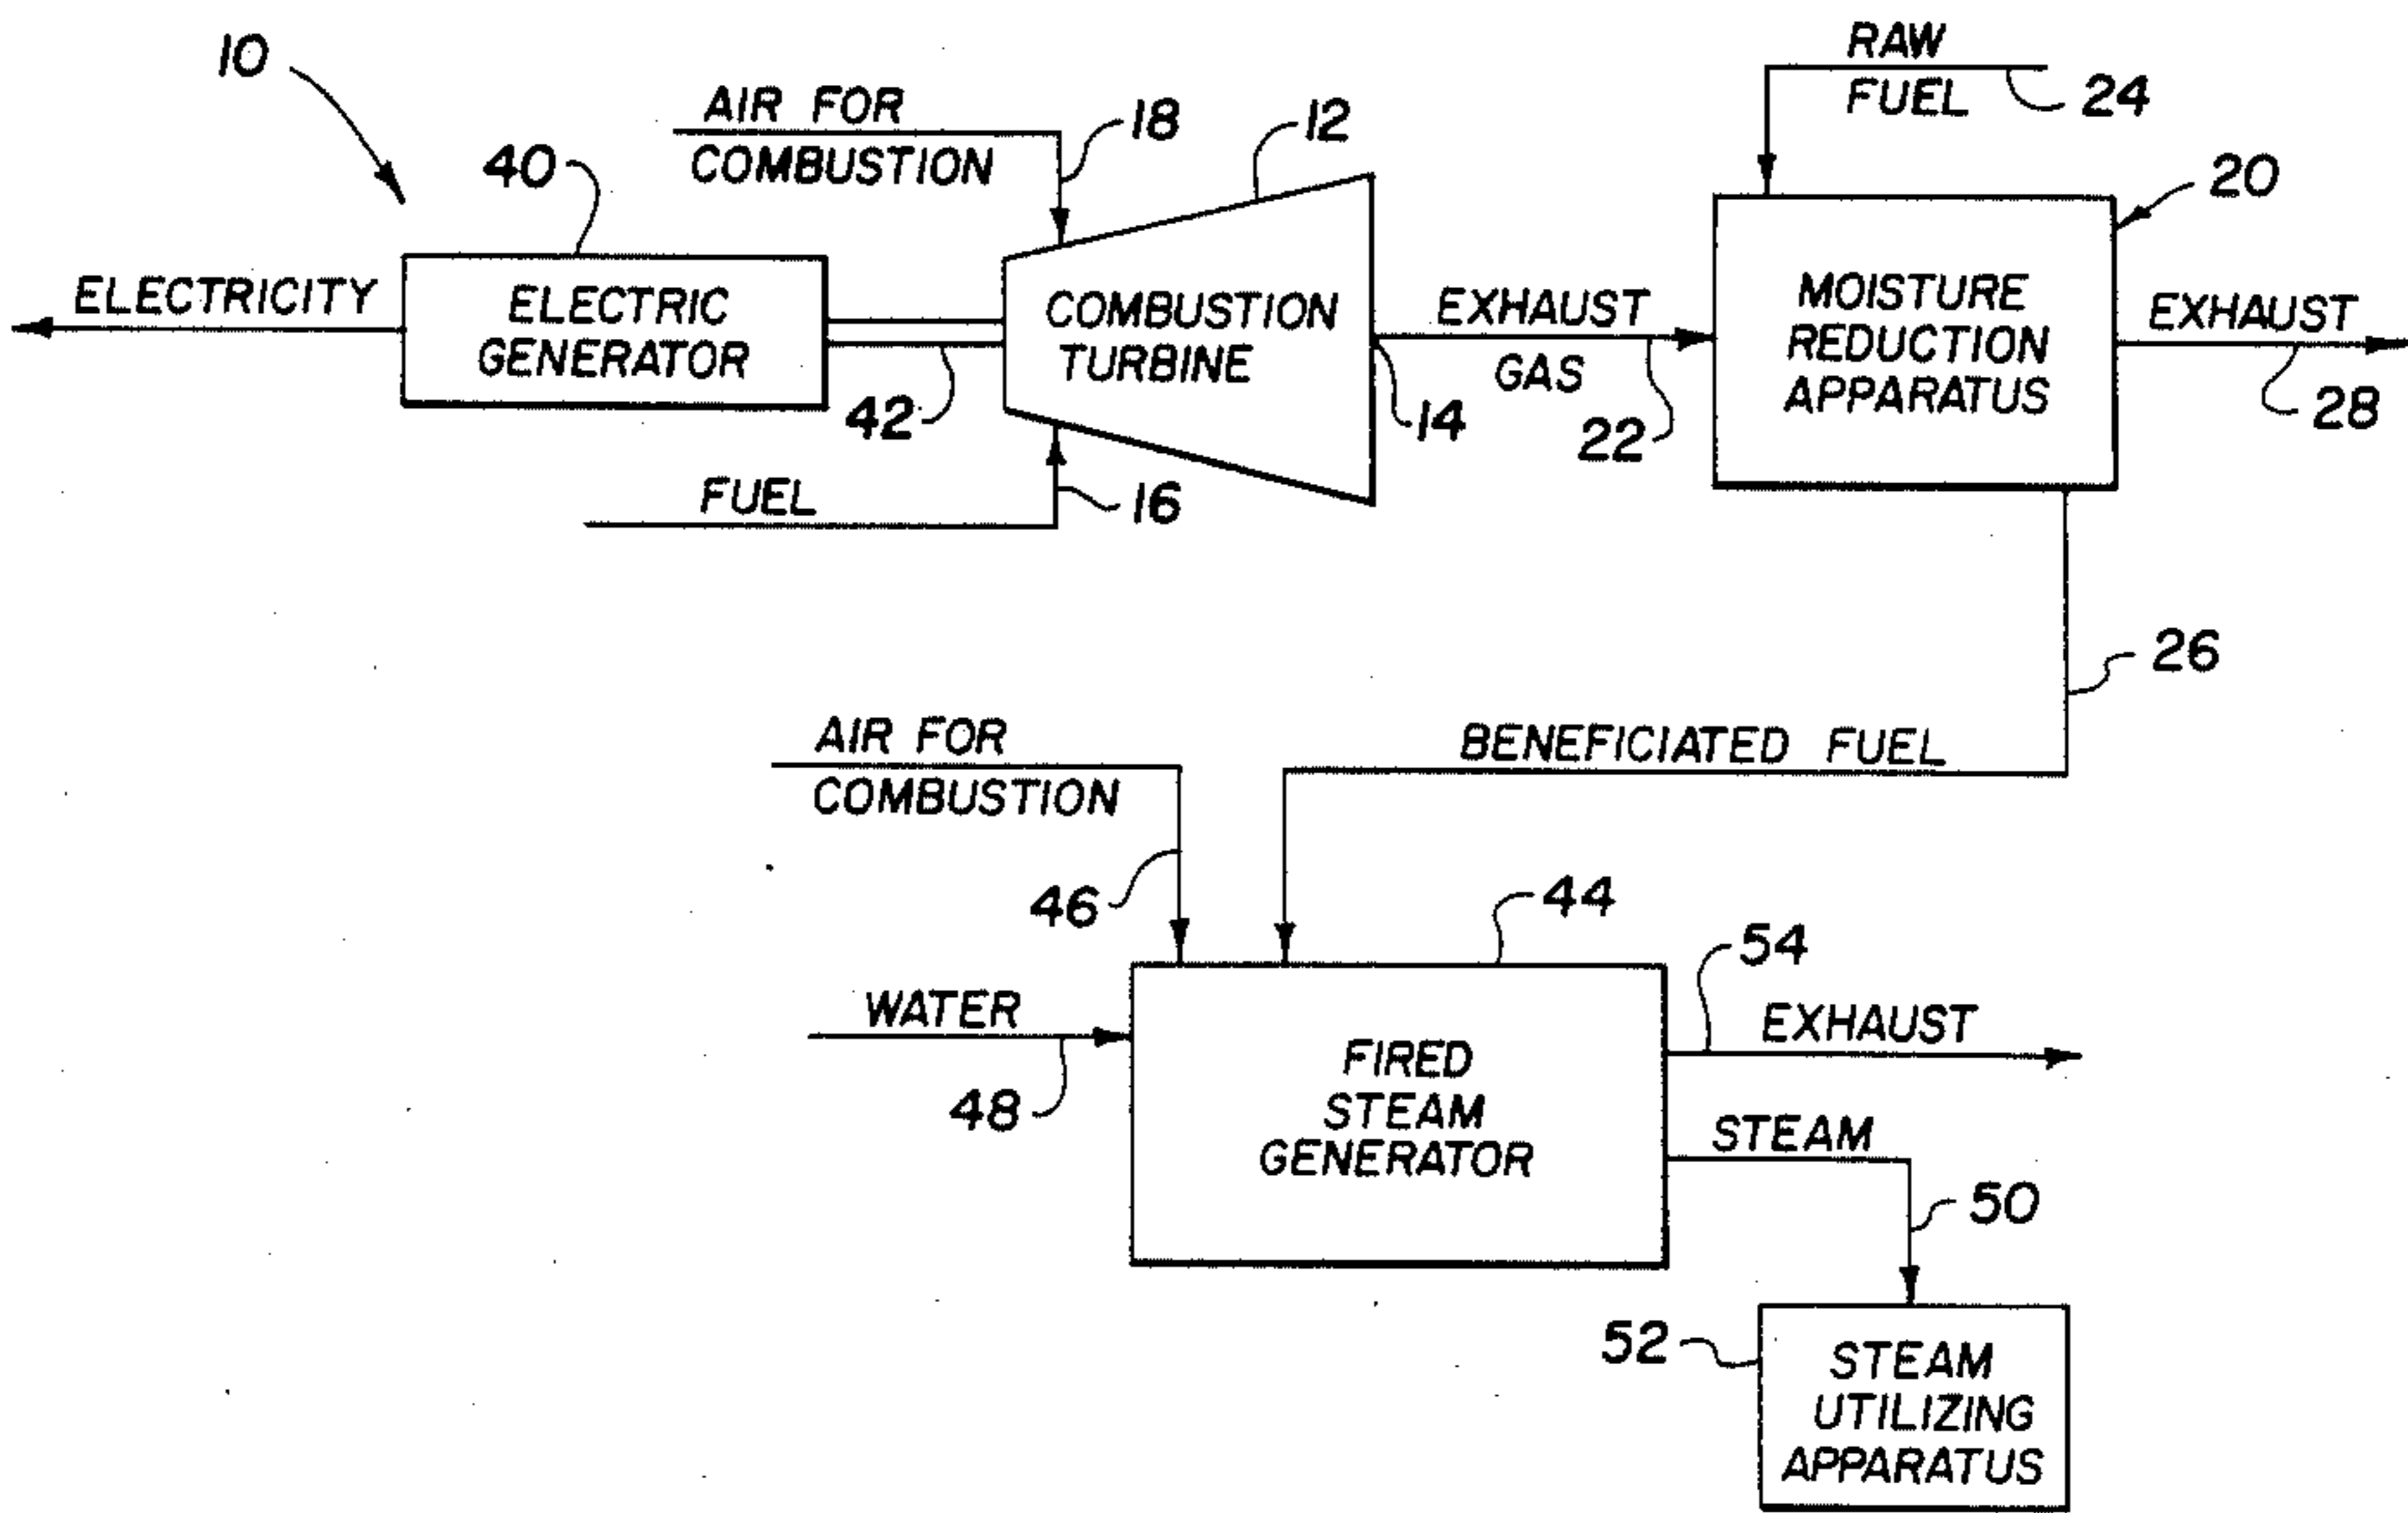 10
AIR FOR
COMBUSTION
18
12
RAW
FUEL
24
40
20
ELECTRICITY
ELECTRIC
GENERATOR
42
COMBUSTION
TURBINE
14
EXHAUST
GAS
22
MOISTURE
REDUCTION
APPARATUS
EXHAUST
28
FUEL
16
26
AIR FOR
COMBUSTION
46
BENEFICIATED FUEL
44
54
WATER
48
FIRED
STEAM
GENERATOR
EXHAUST
STEAM
50
52
STEAM
UTILIZING
APPARATUS